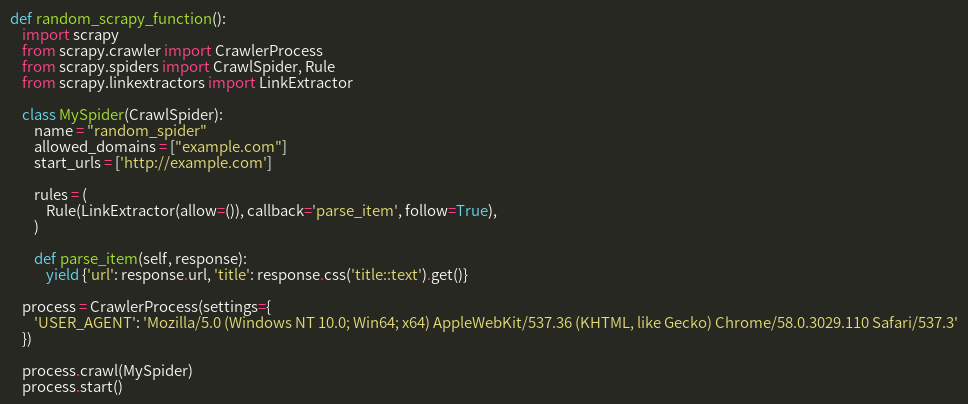 def random_scrapy_function():
    import scrapy
    from scrapy.crawler import CrawlerProcess
    from scrapy.spiders import CrawlSpider, Rule
    from scrapy.linkextractors import LinkExtractor

    class MySpider(CrawlSpider):
        name = "random_spider"
        allowed_domains = ["example.com"]
        start_urls = ['http://example.com']

        rules = (
            Rule(LinkExtractor(allow=()), callback='parse_item', follow=True),
        )

        def parse_item(self, response):
            yield {'url': response.url, 'title': response.css('title::text').get()}

    process = CrawlerProcess(settings={
        'USER_AGENT': 'Mozilla/5.0 (Windows NT 10.0; Win64; x64) AppleWebKit/537.36 (KHTML, like Gecko) Chrome/58.0.3029.110 Safari/537.3'
    })

    process.crawl(MySpider)
    process.start()